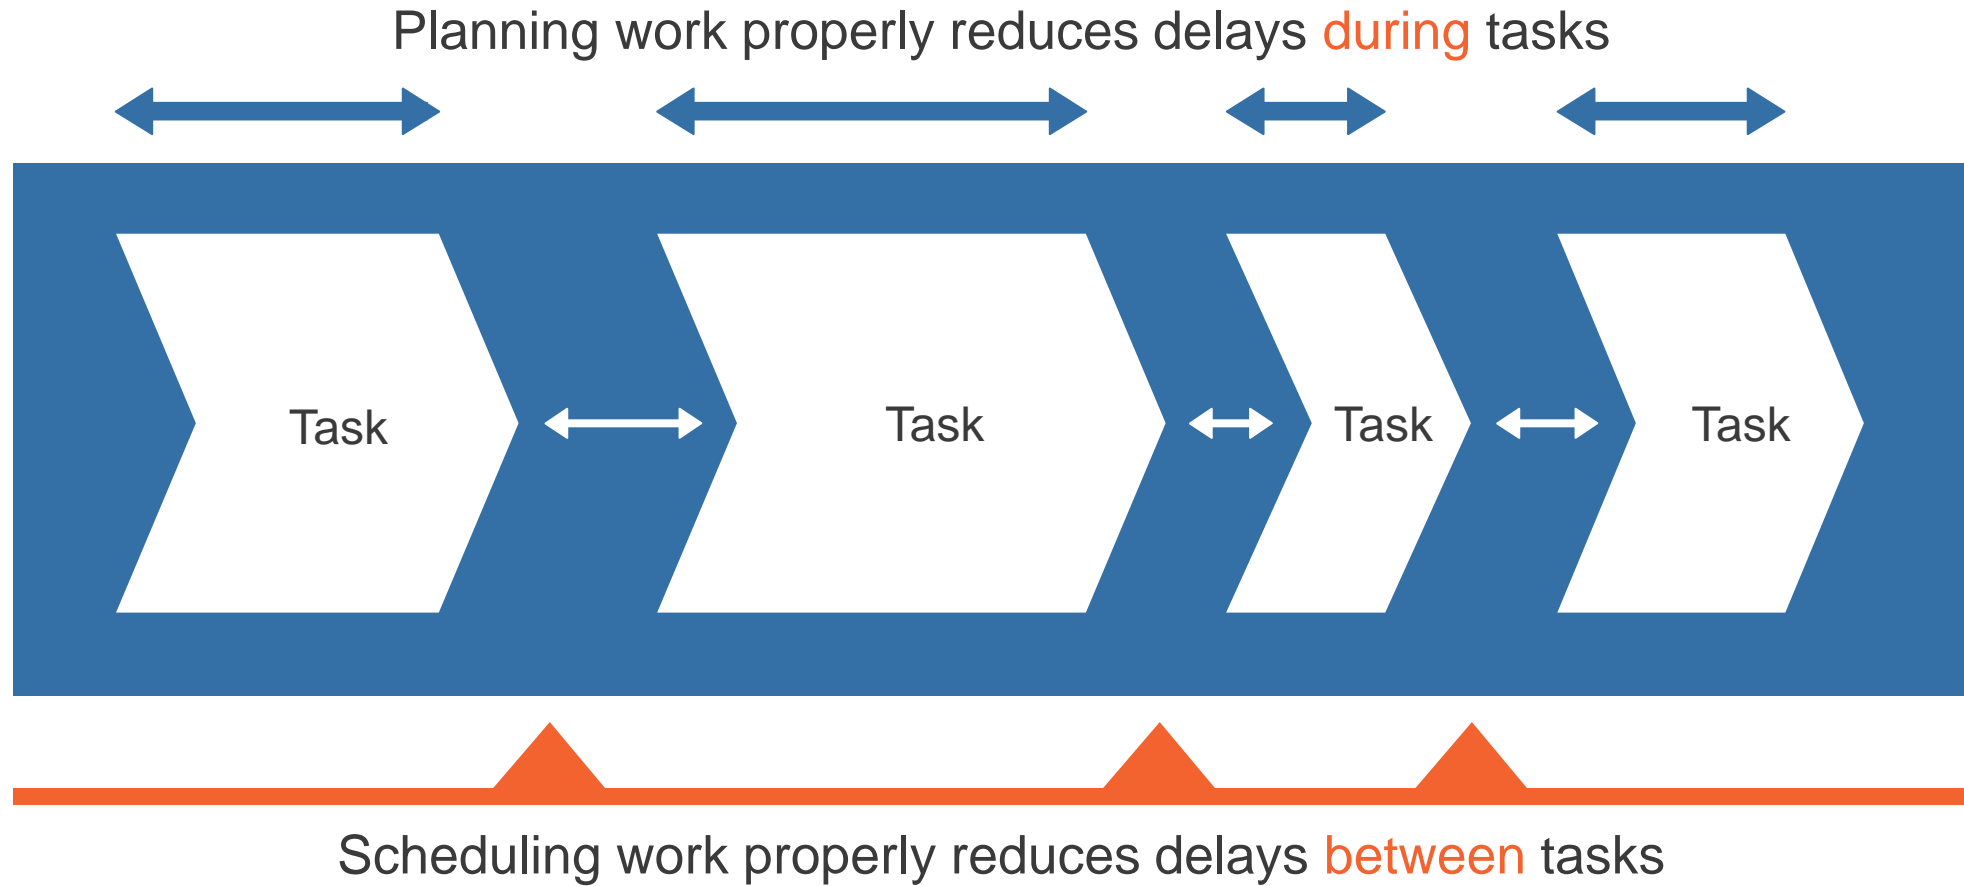 Planning work properly reduces delays during tasks
Task
Task
Task
Task
Scheduling work properly reduces delays between tasks